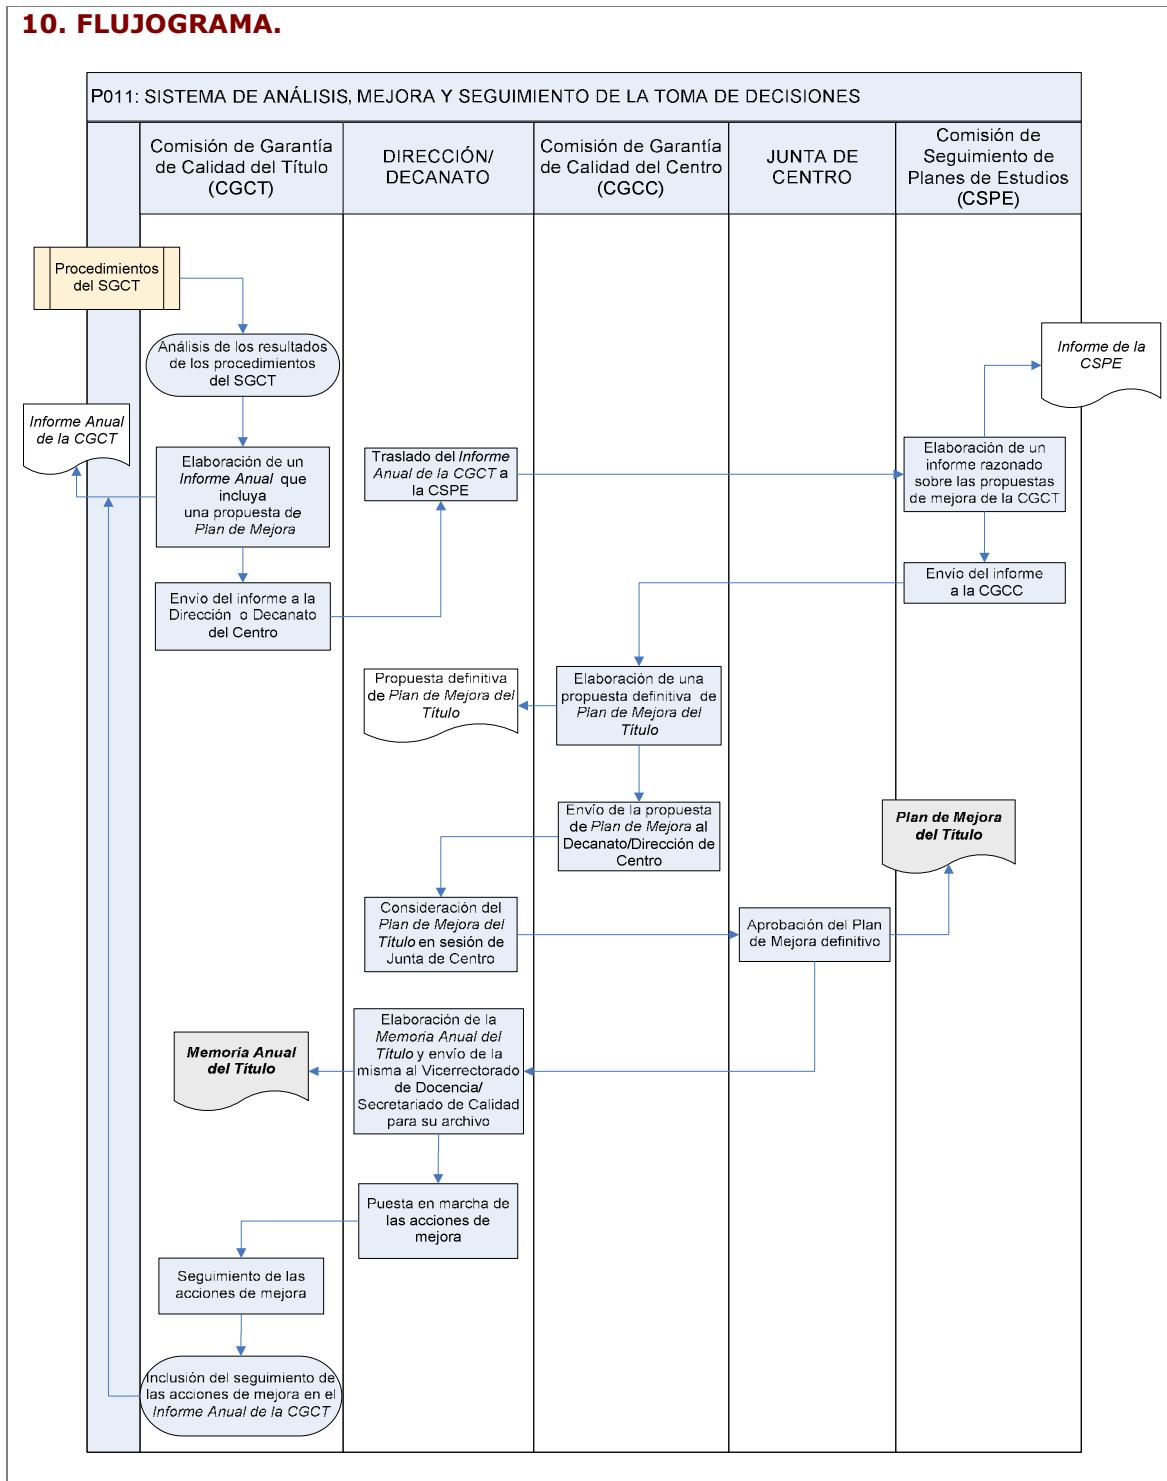 10. FLUJOGRAMA.
P011: SISTEMA DE ANÁLISIS, MEJORA Y SEGUIMIENTO DE LA TOMA DE DECISIONES
Comisión de Garantía
de Calidad del Título
(CGCT)
DIRECCIÓN/
DECANATO
Comisión de Garantía
de Calidad del Centro
(CGCC)
JUNTA DE
CENTRO
Comisión de
Seguimiento de
Planes de Estudios
(CSPE)
Procedimientos
del SGCT
Análisis de los resultados
de los procedimientos
del SGCT
Informe de la
CSPE
Informe Anual
de la CGCT
Elaboración de un
Informe Anual que
incluya
una propuesta de
Plan de Mejora
Traslado del Informe
Anual de la CGCT a
la CSPE
Elaboración de un
informe razonado
sobre las propuestas
de mejora de la CGCT
Envío del informe a la
Dirección o Decanato
del Centro
Envío del informe
a la CGCC
Propuesta definitiva
de Plan de Mejora del
Título
Elaboración de una
propuesta definitiva de
Plan de Mejora del
Título
Envío de la propuesta
de Plan de Mejora al
Decanato/Dirección de
Centro
Plan de Mejora
del Título
Consideración del
Plan de Mejora del
Título en sesión de
Junta de Centro
Aprobación del Plan
de Mejora definitivo
Elaboración de la
Memoria Anual del
Título y envío de la
misma al Vicerrectorado
de Docencia/
Secretariado de Calidad
para su archivo
Memoria Anual
del Título
Puesta en marcha de
las acciones de
mejora
Seguimiento de las
acciones de mejora
Inclusión del seguimiento de
las acciones de mejora en el
Informe Anual de la CGCT